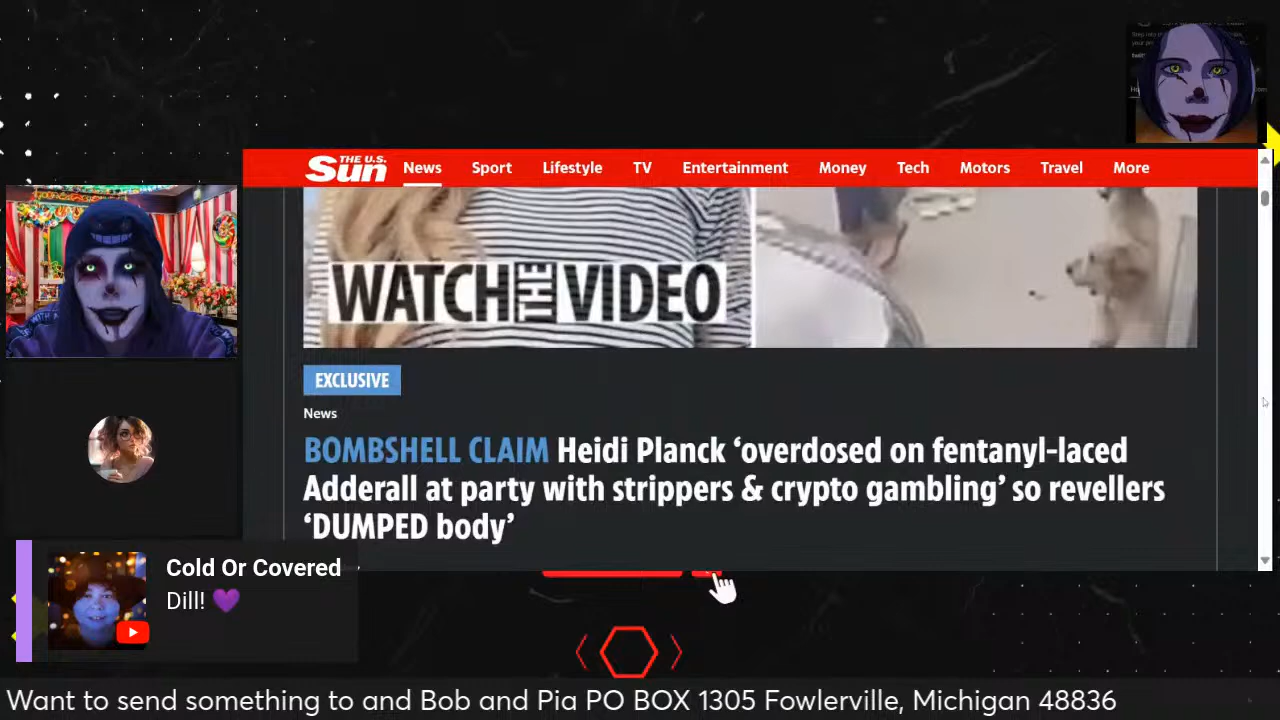 THE U.S.
Sun
News Sport Lifestyle TV Entertainment Money Tech Motors Travel More
WATCH THE VIDEO
EXCLUSIVE
News
BOMBSHELL CLAIM Heidi Planck ‘overdosed on fentanyl-laced
Adderall at party with strippers & crypto gambling’ so revellers
‘DUMPED body’
Cold Or Covered
Dill! 💜
Want to send something to and Bob and Pia PO BOX 1305 Fowlerville, Michigan 48836